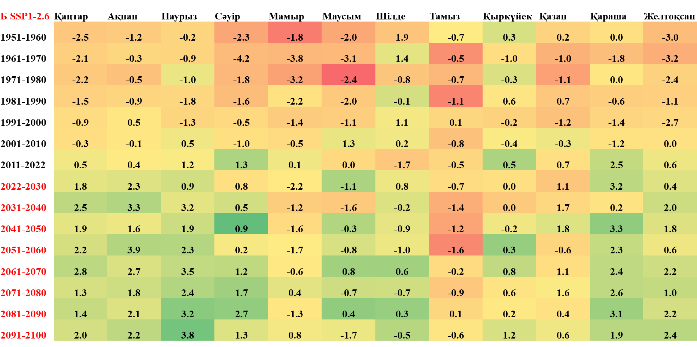 Б SSP1-2.6 Қаңтар Ақпан Наурыз Сәуір Мамыр Маусым Шілде Тамыз Қыркүйек Қазан Қараша Желтоқсан
1951-1960 -2.5 -1.2 -0.2 -2.3 -1.8 -2.0 1.9 -0.7 0.3 0.2 0.0 -3.0
1961-1970 -2.1 -0.3 -0.9 -4.2 -3.8 -3.1 1.4 -0.5 -1.0 -1.0 -1.8 -3.2
1971-1980 -2.2 -0.5 -1.0 -1.8 -3.2 -2.4 -0.8 -0.7 -0.3 -1.1 0.0 -2.4
1981-1990 -1.5 -0.9 -1.8 -1.6 -2.2 -2.0 -0.1 -1.1 0.6 0.7 -0.6 -1.1
1991-2000 -0.9 0.5 -1.3 -0.5 -1.4 -1.1 1.1 0.1 -0.2 -1.2 -1.4 -2.7
2001-2010 -0.3 -0.1 0.5 -1.0 -0.5 1.3 0.2 -0.8 -0.4 -0.3 -1.2 0.0
2011-2022 0.5 0.4 1.2 1.3 0.1 0.0 -1.7 -0.5 0.5 0.7 2.5 0.6
2022-2030 1.8 2.3 0.9 0.8 -2.2 -1.1 0.8 -0.7 0.0 1.1 3.2 0.4
2031-2040 2.5 3.3 3.2 0.5 -1.2 -1.6 -0.2 -1.4 0.0 1.7 0.2 2.0
2041-2050 1.9 1.6 1.9 0.9 -1.6 -0.3 -0.9 -1.2 -0.2 1.8 3.3 1.8
2051-2060 2.2 3.9 2.3 0.2 -1.7 -0.8 -1.0 -1.6 0.3 -0.6 2.3 0.6
2061-2070 2.8 2.7 3.5 1.2 -0.6 0.8 0.6 -0.2 0.8 1.1 2.4 2.2
2071-2080 1.3 1.8 2.4 1.7 0.4 -0.7 -0.7 -0.9 0.6 1.6 2.6 1.0
2081-2090 1.4 2.1 3.2 2.7 -1.3 0.4 0.3 0.1 0.2 0.4 3.1 2.2
2091-2100 2.0 2.2 3.8 1.3 0.8 -1.7 -0.5 -0.6 1.2 0.6 1.9 2.4